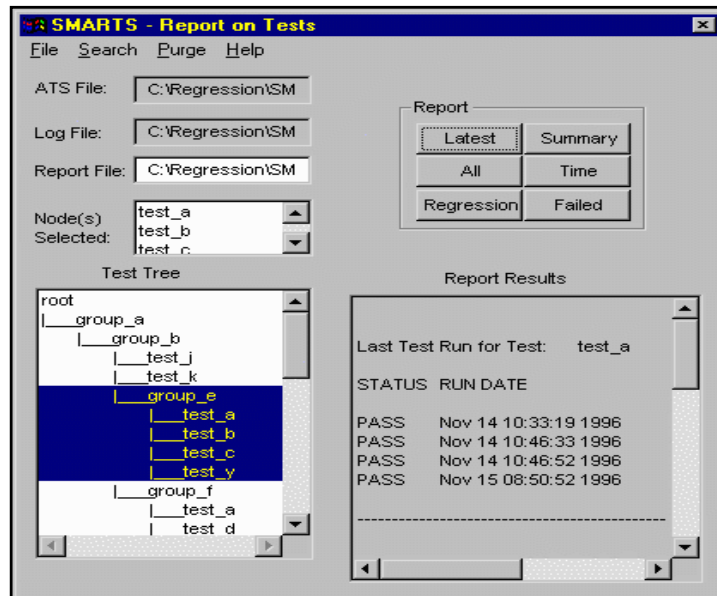 SMARTS - Report on Tests
File Search Purge Help
ATS File: C:\Regression\SM
Log File: C:\Regression\SM
Report File: C:\Regression\SM
Node(s) Selected:
test_a
test_b
test_c
Report
Latest Summary
All Time
Regression Failed
Test Tree
root
|___group_a
|___group_b
|___test_j
|___test_k
|___group_e
|___test_a
|___test_b
|___test_c
|___test_y
|___group_f
|___test_a
| test_d
Report Results
Last Test Run for Test: test_a
STATUS RUN DATE
PASS Nov 14 10:33:19 1996
PASS Nov 14 10:46:33 1996
PASS Nov 14 10:46:52 1996
PASS Nov 15 08:50:52 1996
----------------------------------------